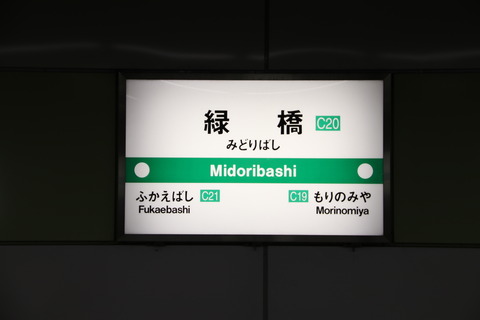 緑橋 C20
みどりばし
Midoribashi
ふかえばし C21 C19 もりのみや
Fukaebashi Morinomiya